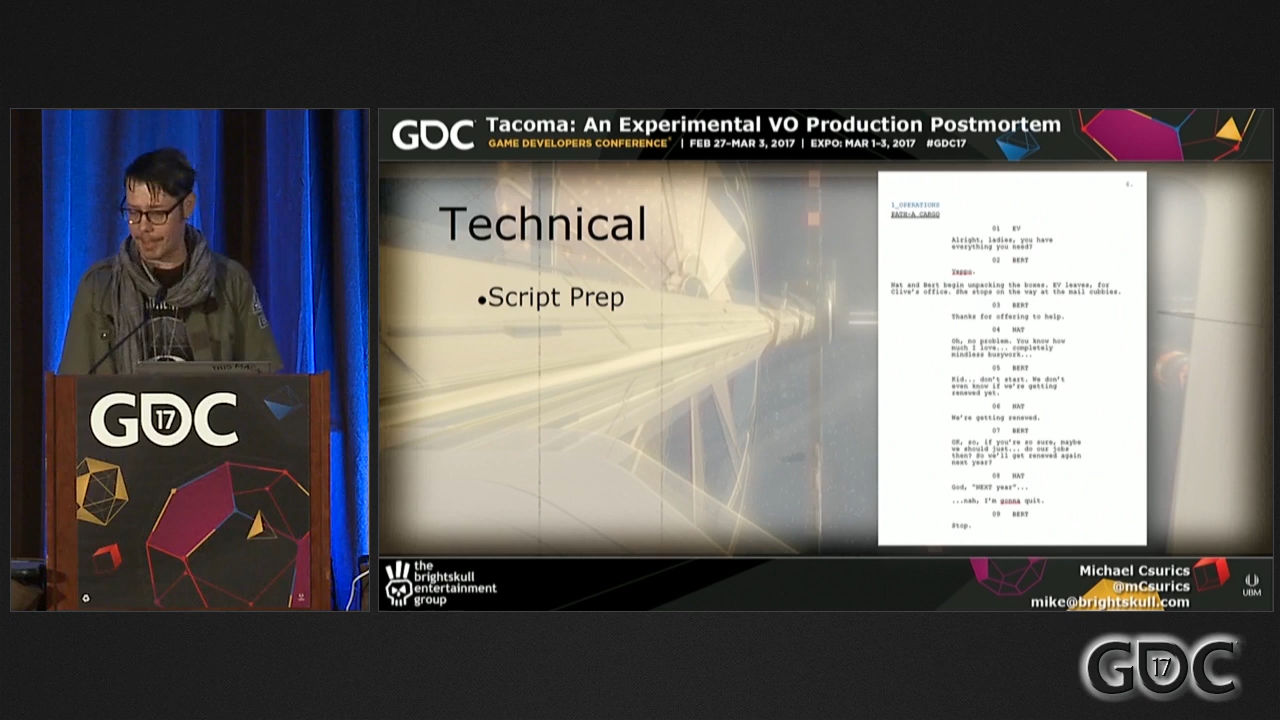 GDC
Tacoma: An Experimental VO Production Postmortem
GAME DEVELOPERS CONFERENCE® | FEB 27–MAR 3, 2017 | EXPO: MAR 1–3, 2017 #GDC17
Technical
•Script Prep
6.
1_OPERATIONS
PATH-A CARGO
01 EV
Alright, ladies, you have
everything you need?
02 BERT
Yeppo.
Nat and Bert begin unpacking the boxes. EV leaves, for
Clive's office. She stops on the way at the mail cubbies.
03 BERT
Thanks for offering to help.
04 NAT
Oh, no problem. You know how
much I love... completely
mindless busywork...
05 BERT
Kid... don't start. We don't
even know if we're getting
renewed yet.
06 NAT
We're getting renewed.
07 BERT
OK, so, if you're so sure, maybe
we should just... do our jobs
then? So we'll get renewed again
next year?
08 NAT
God, "NEXT year"...
...nah, I'm gonna quit.
09 BERT
Stop.
the
brightskull
entertainment
group
Michael Csurics
@mCsurics
mike@brightskull.com
UBM
GDC
17
GDC
17